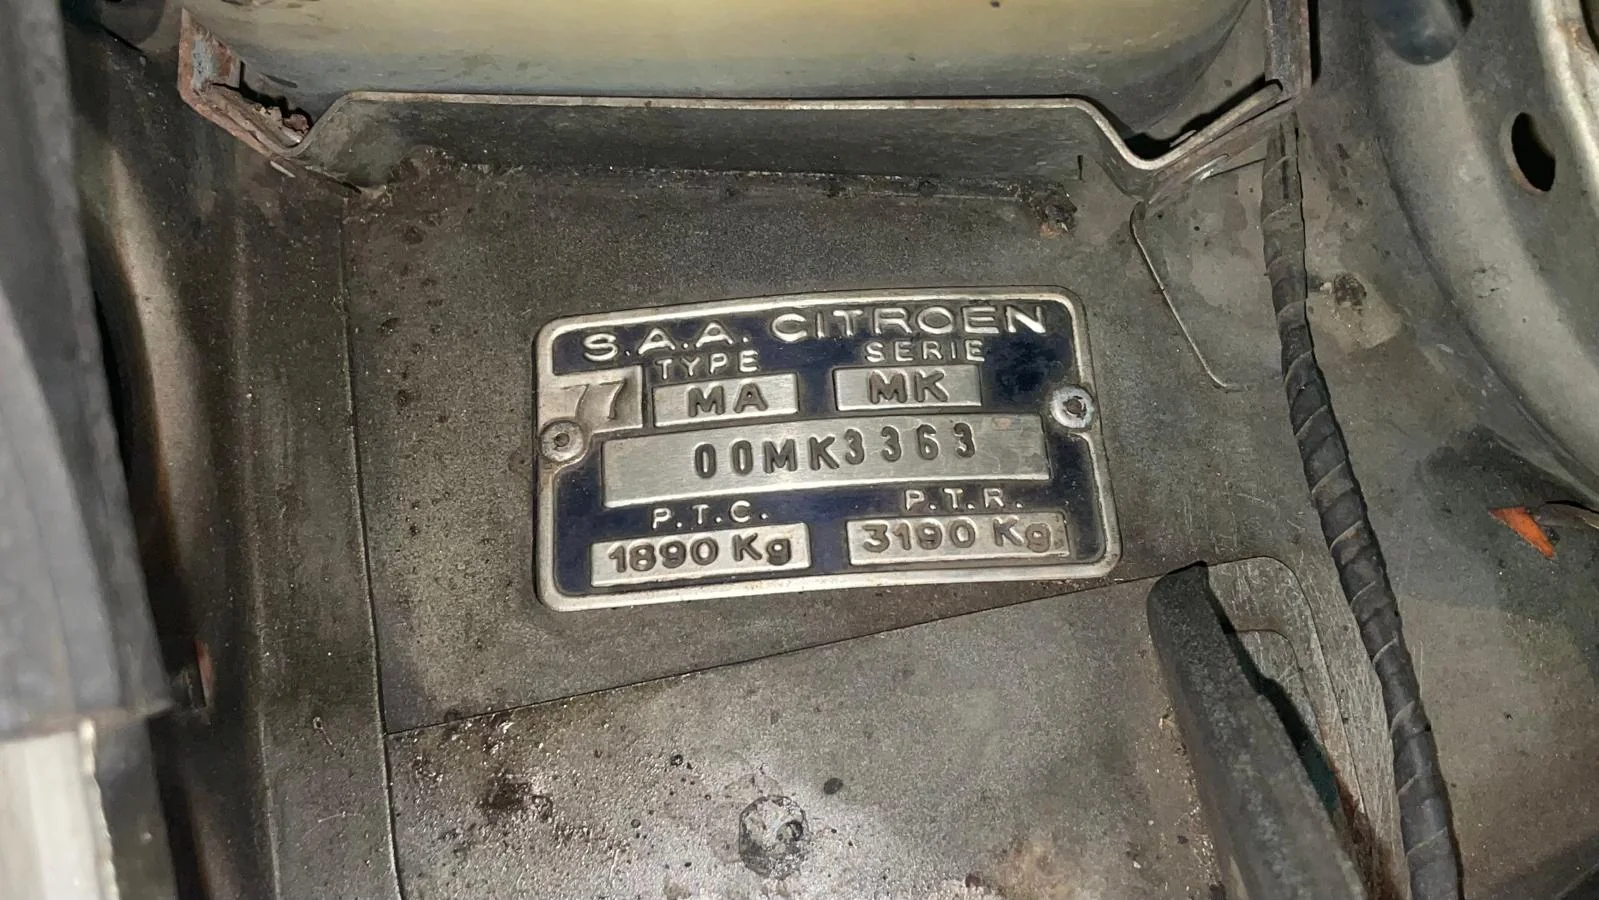 S.A.A. CITROEN
TYPE SERIE
77 MA MK
00MK3363
P.T.C. P.T.R.
1890 Kg 3190 Kg